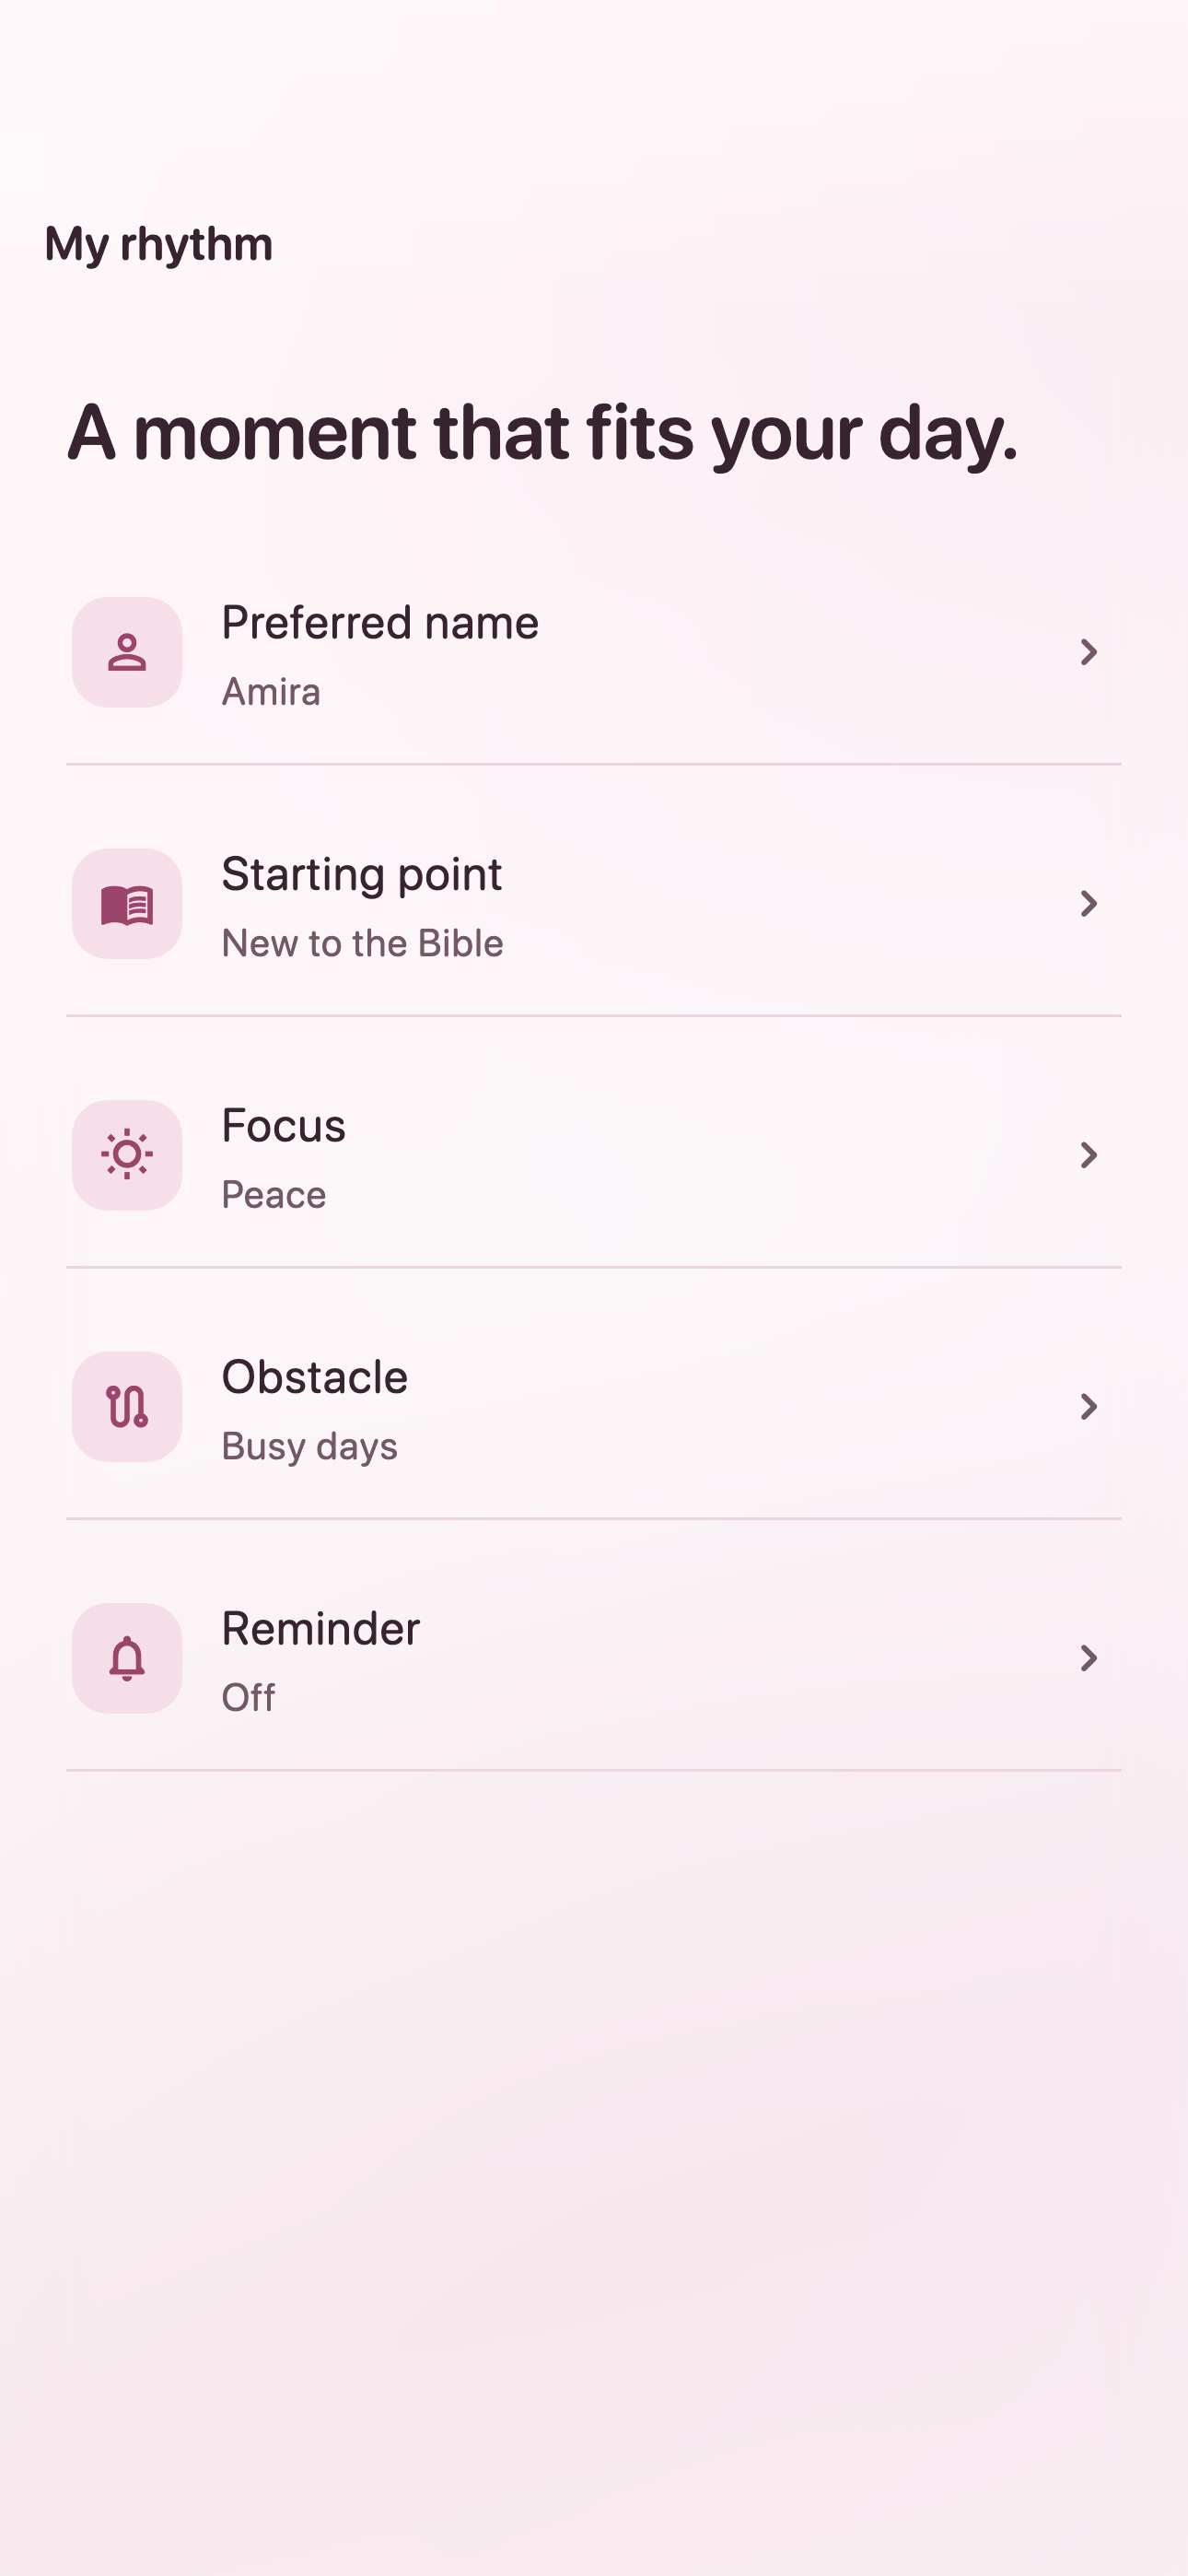 My rhythm
A moment that fits your day.
Preferred name
Amira
Starting point
New to the Bible
Focus
Peace
Obstacle
Busy days
Reminder
Off